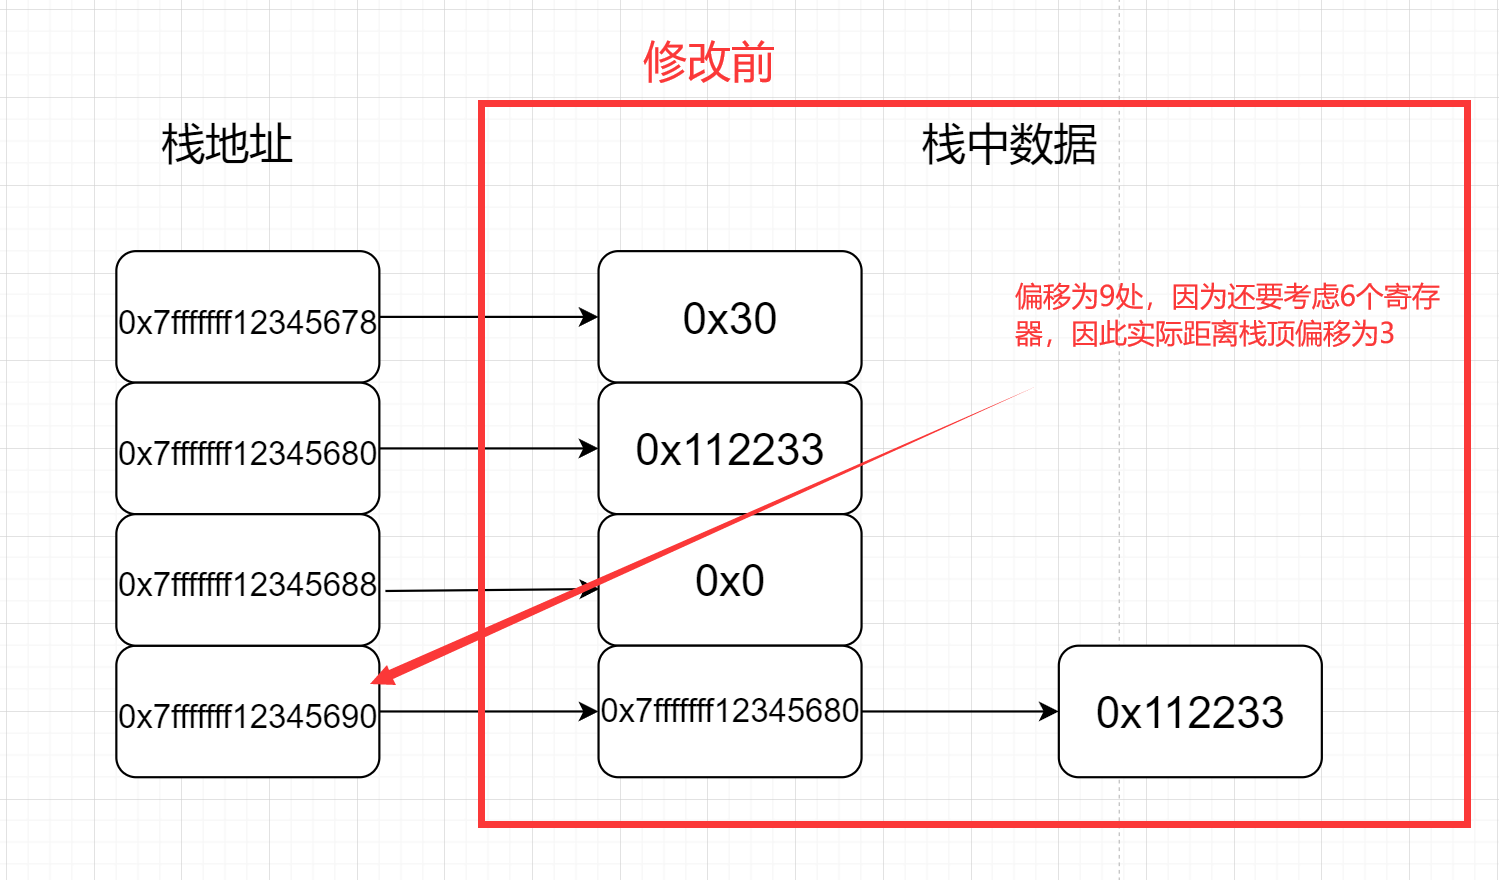 修改前
栈地址
栈中数据
0x7fffffff12345678
0x30
偏移为9处，因为还要考虑6个寄存
器，因此实际距离栈顶偏移为3
0x7fffffff12345680
0x112233
0x7fffffff12345688
0x0
0x7fffffff12345690
0x7fffffff12345680
0x112233